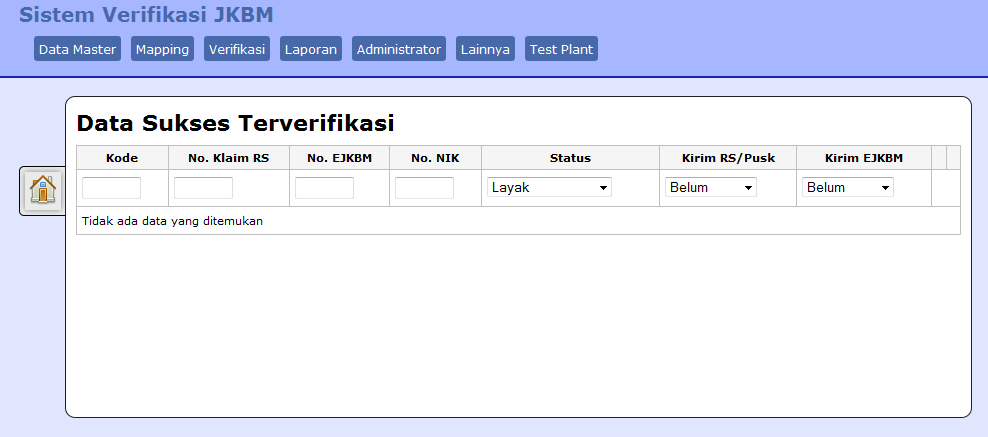 Sistem Verifikasi JKBM
Data Master Mapping Verifikasi Laporan Administrator Lainnya Test Plant
Data Sukses Terverifikasi
Kode No. Klaim RS No. EJKBM No. NIK Status Kirim RS/Pusk Kirim EJKBM
Layak Belum Belum
Tidak ada data yang ditemukan